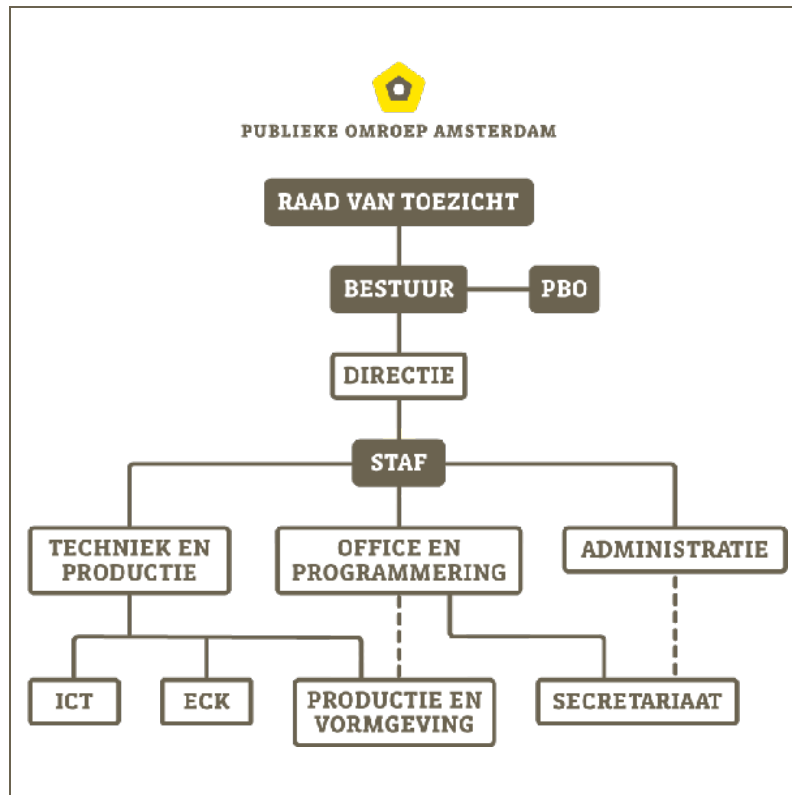 PUBLIEKE OMROEP AMSTERDAM
RAAD VAN TOEZICHT
BESTUUR
PBO
DIRECTIE
STAF
TECHNIEK EN
PRODUCTIE
OFFICE EN
PROGRAMMERING
ADMINISTRATIE
ICT
ECK
PRODUCTIE EN
VORMGEVING
SECRETARIAAT